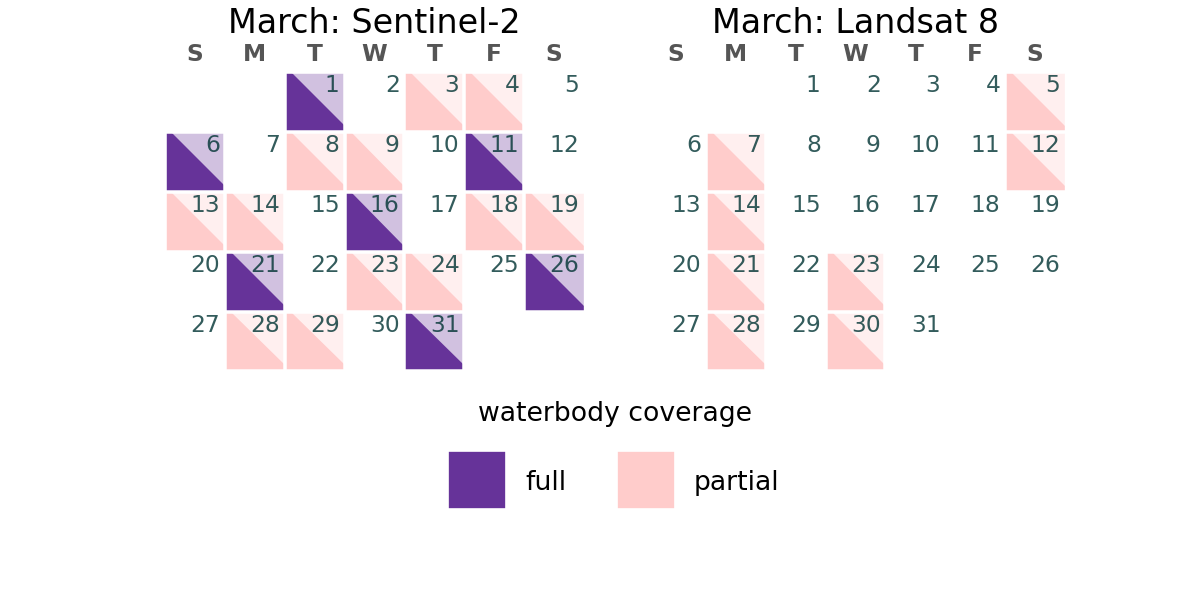 March: Sentinel-2
S M T W T F S
1 2 3 4 5
6 7 8 9 10 11 12
13 14 15 16 17 18 19
20 21 22 23 24 25 26
27 28 29 30 31
March: Landsat 8
S M T W T F S
1 2 3 4 5
6 7 8 9 10 11 12
13 14 15 16 17 18 19
20 21 22 23 24 25 26
27 28 29 30 31
waterbody coverage
full partial